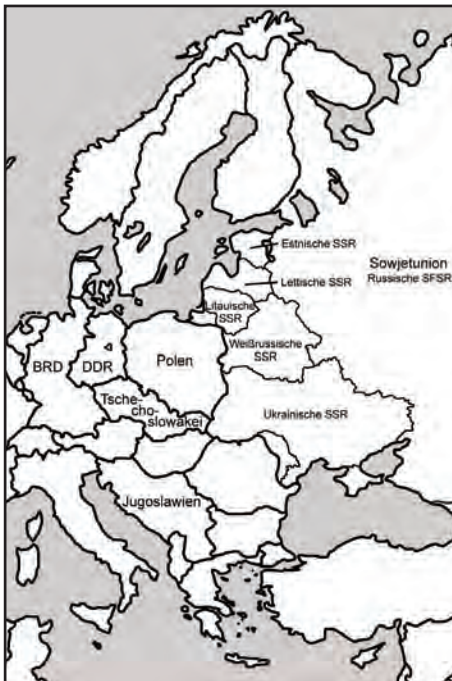 Estnische SSR
Sowjetunion
Russische SFSR
Lettische SSR
Litauische
SSR
Weißrussische
SSR
BRD
DDR
Polen
Tsche-
cho-
slowakei
Ukrainische SSR
Jugoslawien